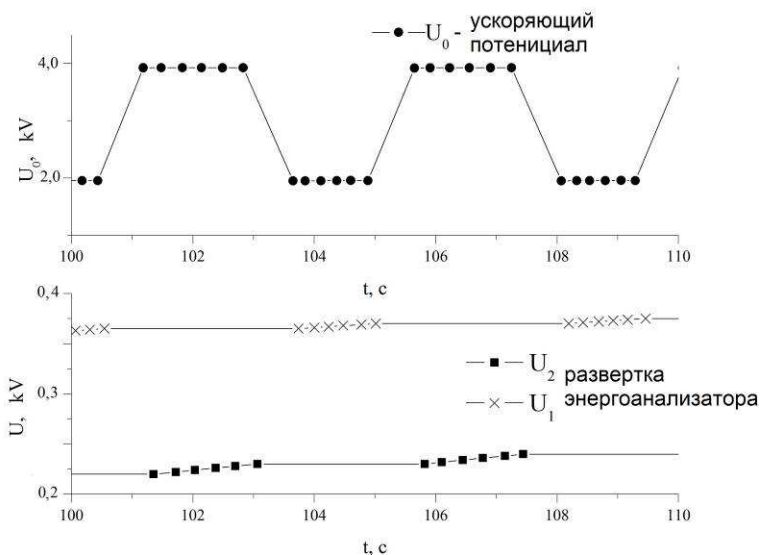 U₀ - ускоряющий
потенициал
4,0
2,0
U₀, kV
100 102 104 106 108 110
t, c
0,4
0,3
0,2
U, kV
U₂ развертка
U₁ энергоанализатора
100 102 104 106 108 110
t, c